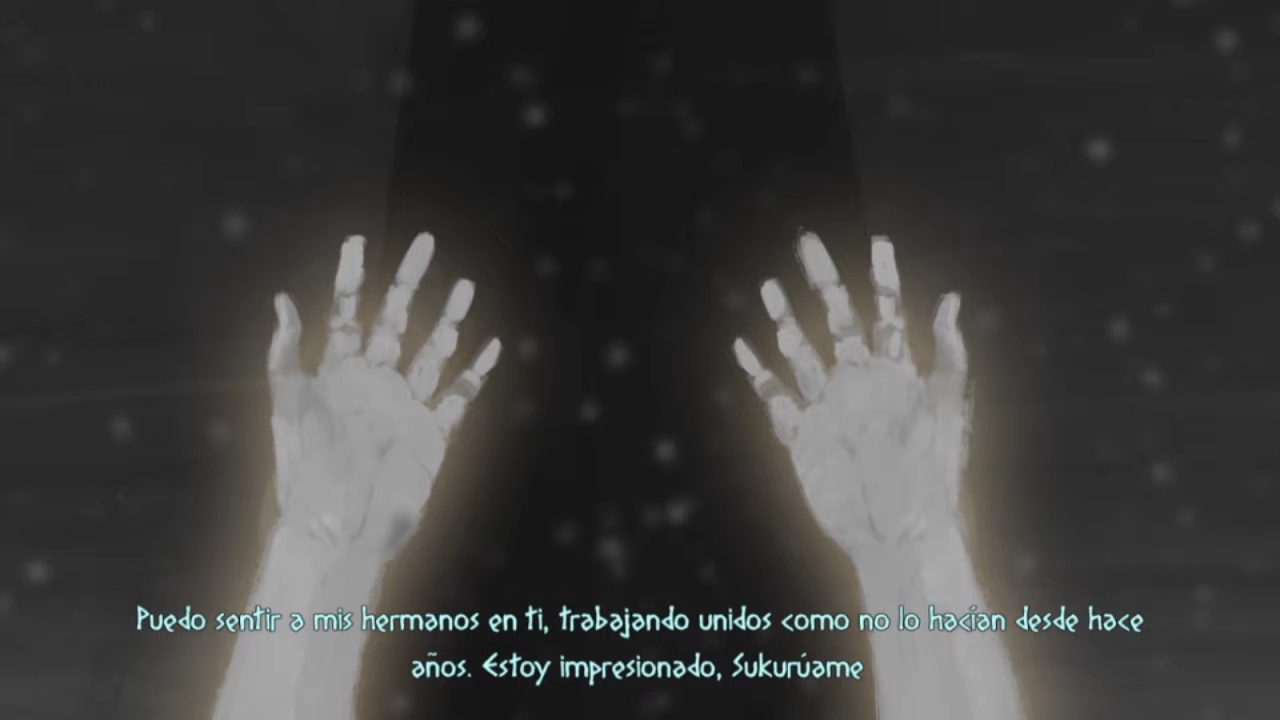 Puedo sentir a mis hermanos en ti, trabajando unidos como no lo hacían desde hace
años. Estoy impresionado, Sukurúame